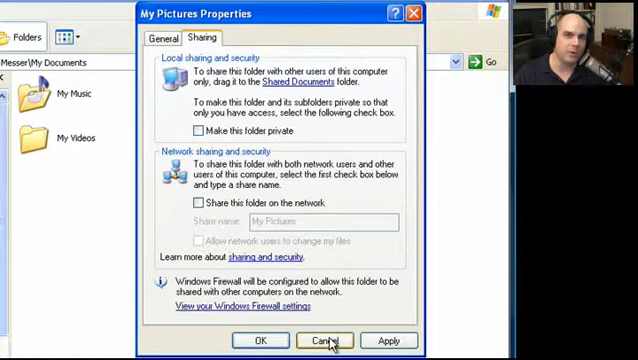 My Pictures Properties
Folders
General
Sharing
Messer\My Documents
Go
My Music
My Videos
Local sharing and security
To share this folder with other users of this computer
only, drag it to the Shared Documents folder.
To make this folder and its subfolders private so that
only you have access, select the following check box.
Make this folder private
Network sharing and security
To share this folder with both network users and other
users of this computer, select the first check box below
and type a share name.
Share this folder on the network
Share name: My Pictures
Allow network users to change my files
Learn more about sharing and security.
Windows Firewall will be configured to allow this folder to be
shared with other computers on the network.
View your Windows Firewall settings
OK
Cancel
Apply